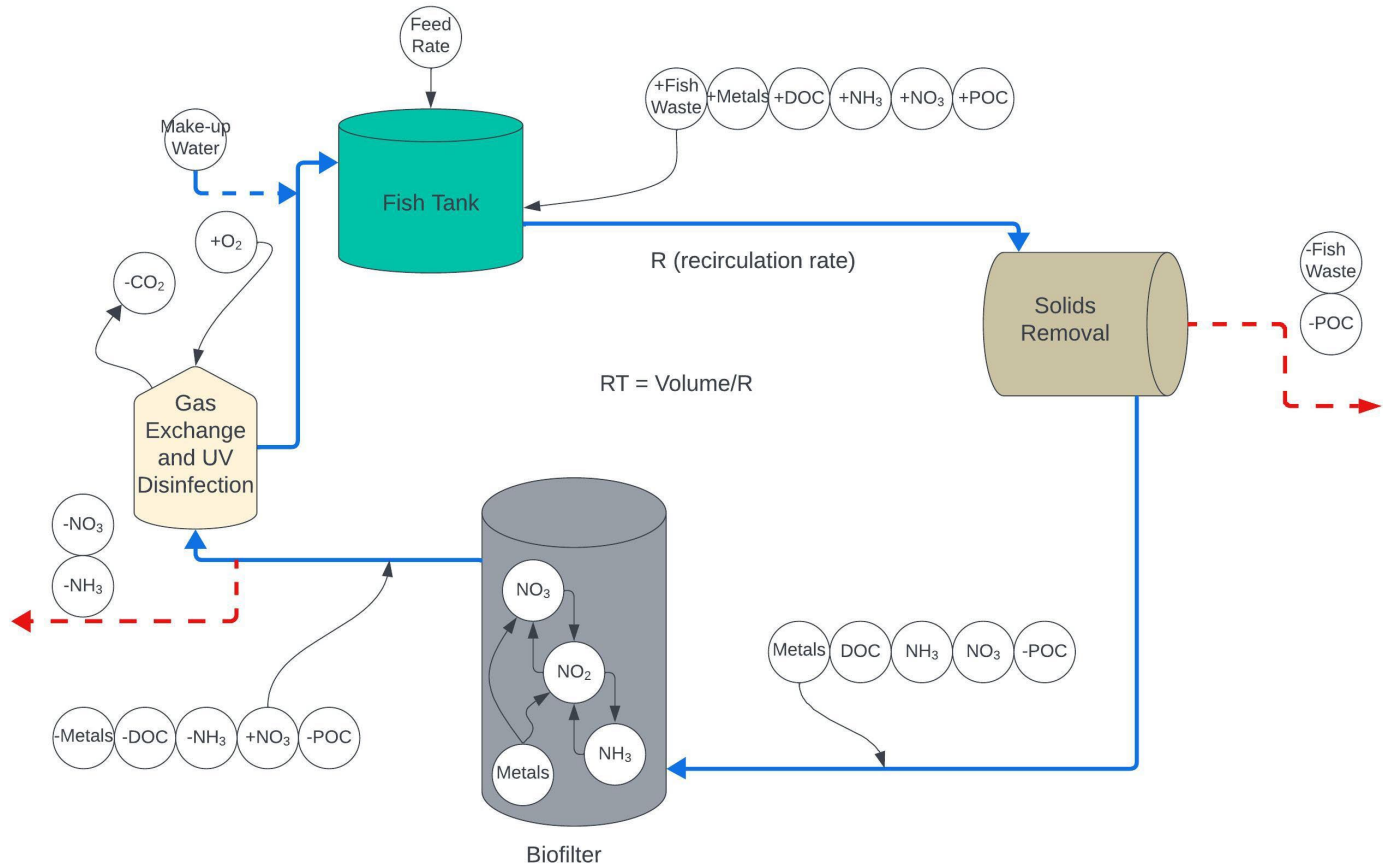 Feed
Rate
+Fish
Waste
+Metals
+DOC
+NH₃
+NO₃
+POC
Make-up
Water
Fish Tank
+O₂
-CO₂
R (recirculation rate)
-Fish
Waste
-POC
Solids
Removal
RT = Volume/R
Gas
Exchange
and UV
Disinfection
-NO₃
-NH₃
NO₃
NO₂
NH₃
Metals
Metals
DOC
NH₃
NO₃
-POC
-Metals
-DOC
-NH₃
+NO₃
-POC
Biofilter